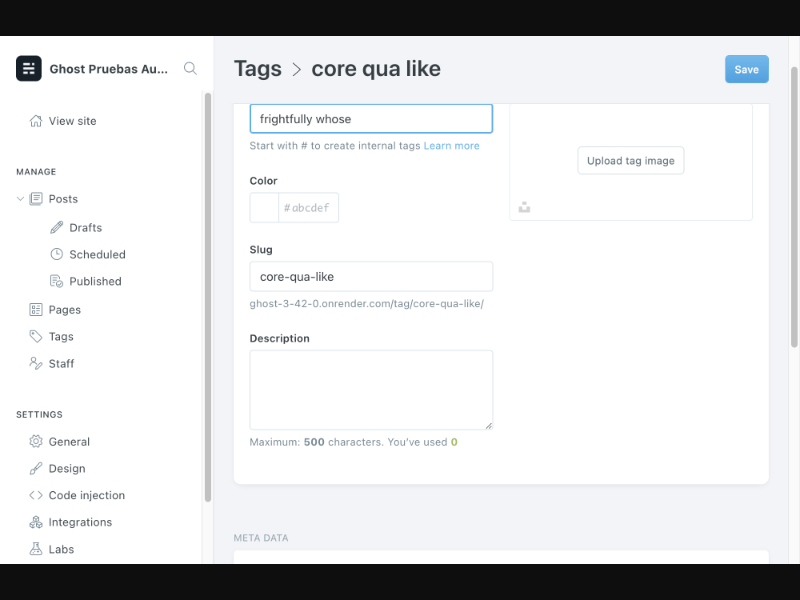 Ghost Pruebas Au...
View site
MANAGE
Posts
Drafts
Scheduled
Published
Pages
Tags
Staff
SETTINGS
General
Design
Code injection
Integrations
Labs
Tags > core qua like
Save
frightfully whose
Start with # to create internal tags Learn more
Upload tag image
Color
#abcdef
Slug
core-qua-like
ghost-3-42-0.onrender.com/tag/core-qua-like/
Description
Maximum: 500 characters. You've used 0
META DATA